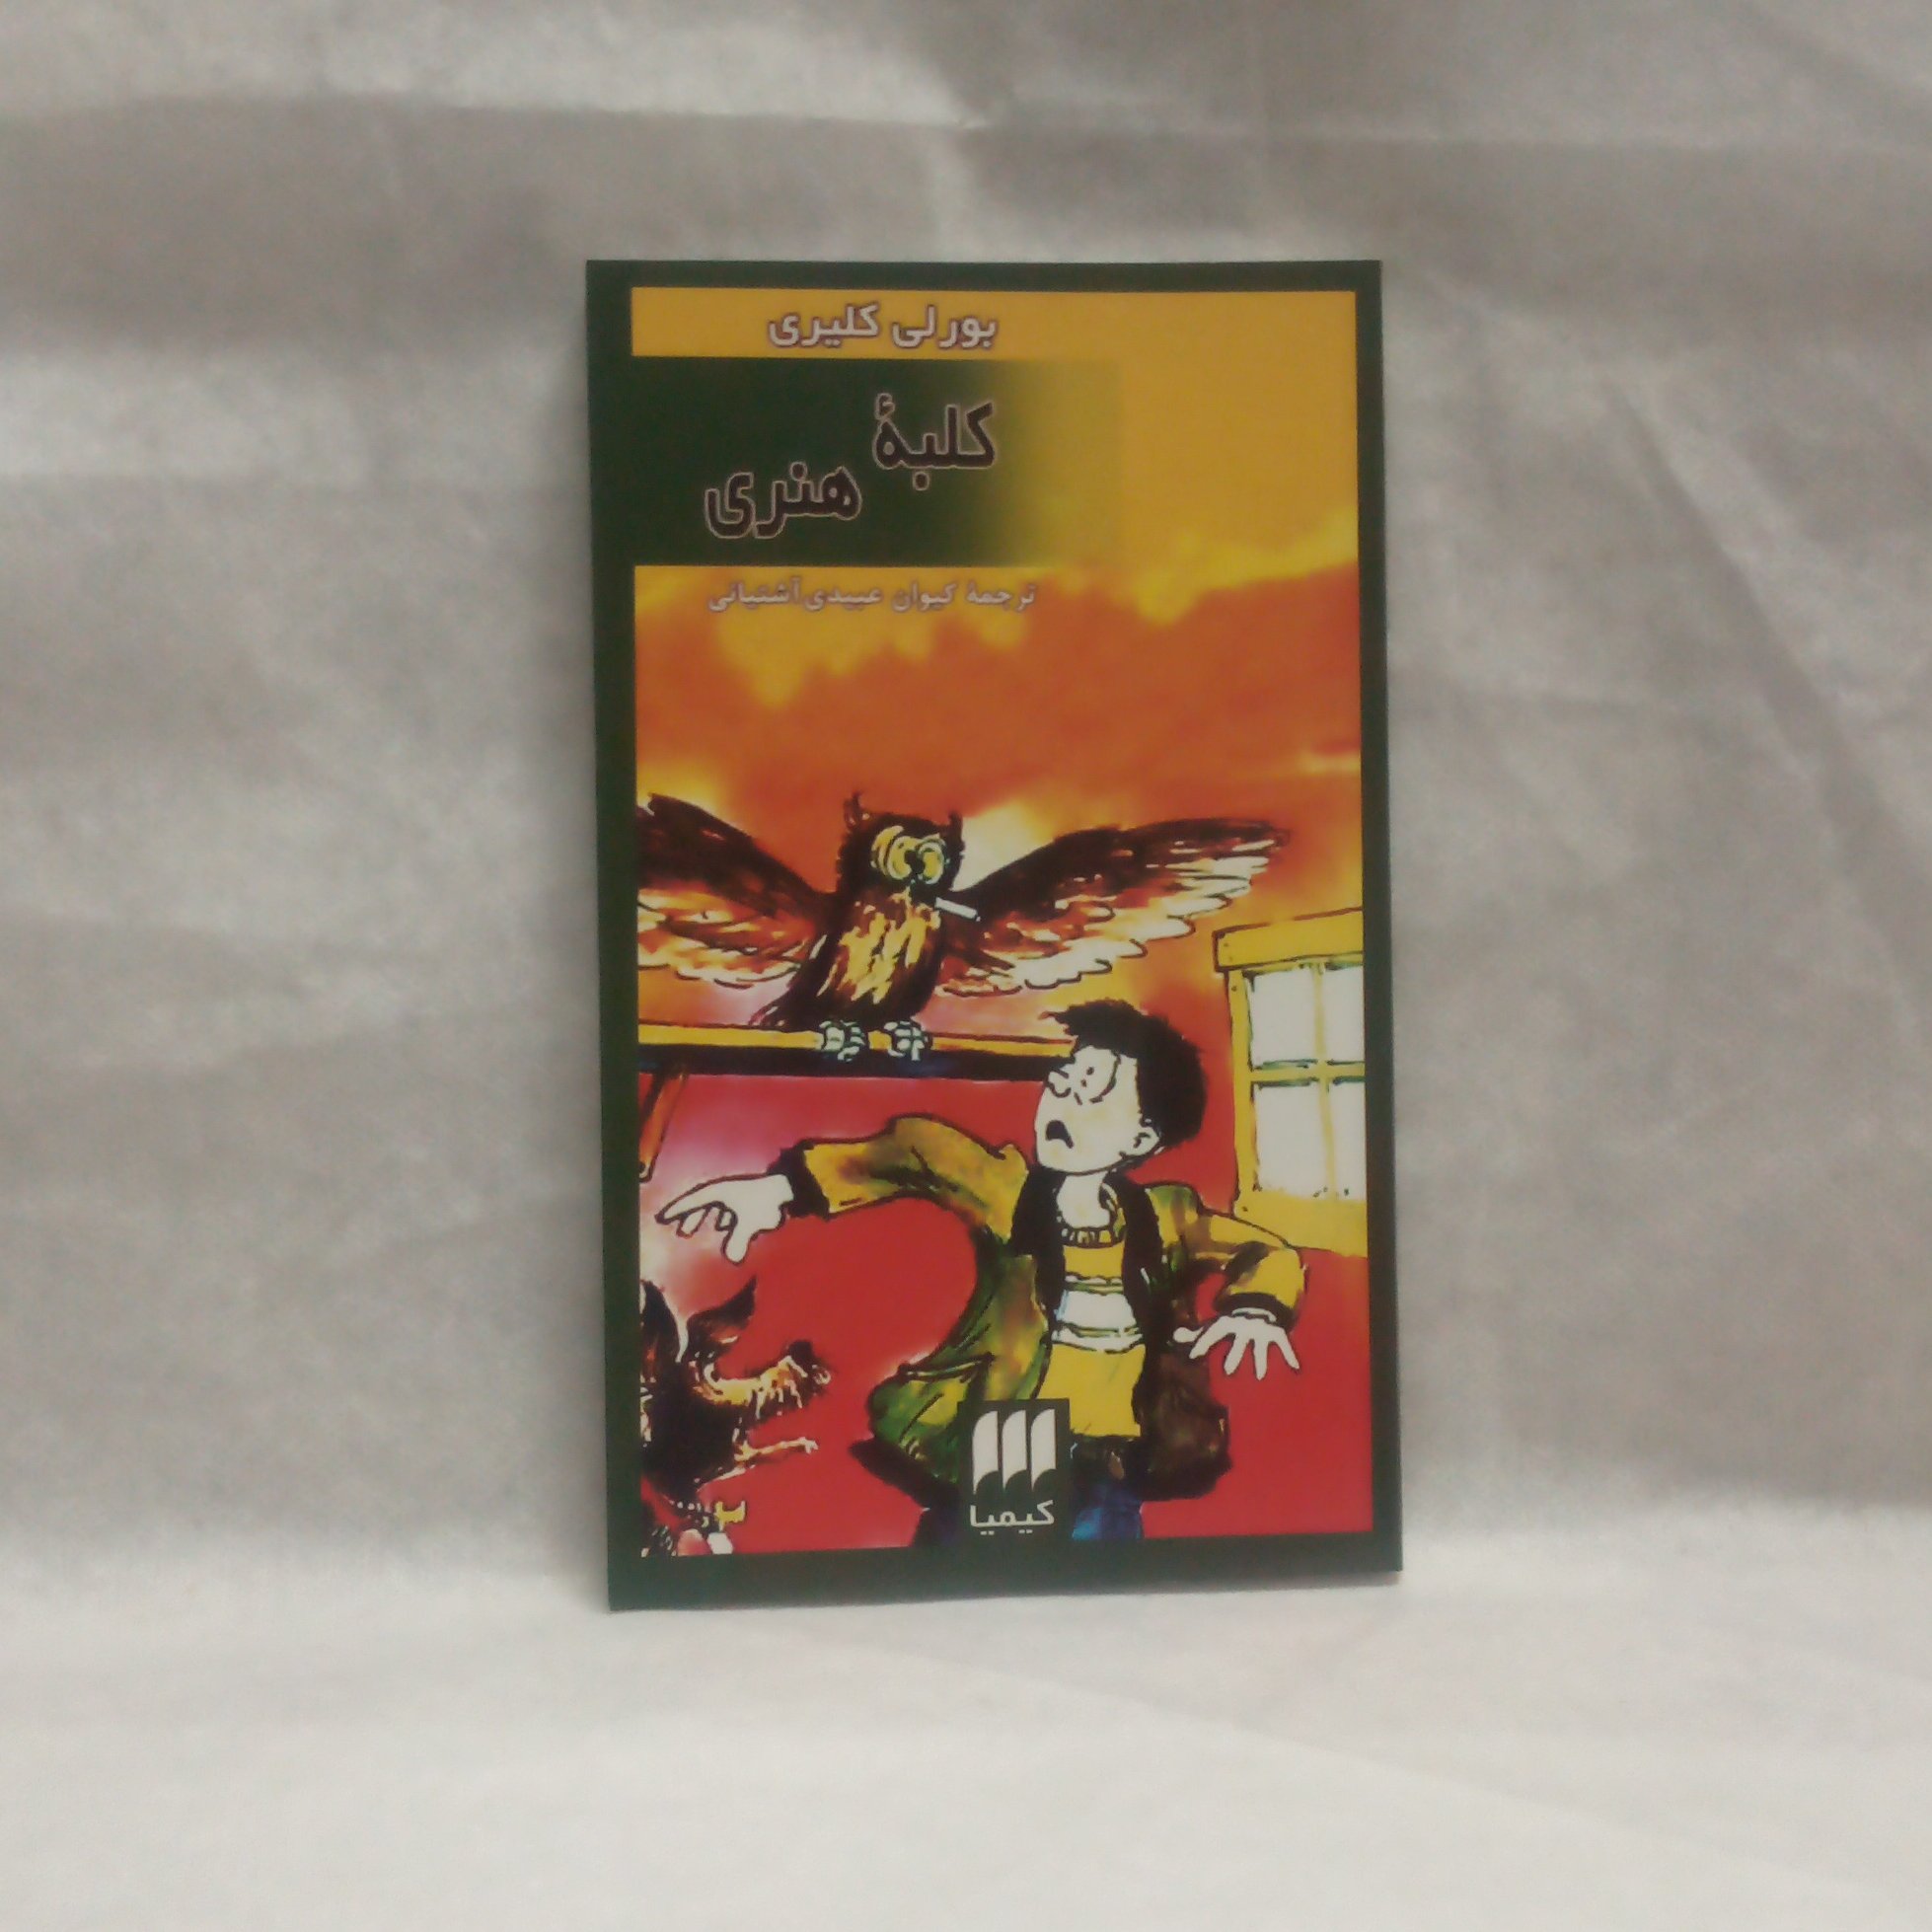 بورلی کلیری
کلبهٔ
هنری
ترجمهٔ کیوان عبیدی آشتیانی
کیمیا